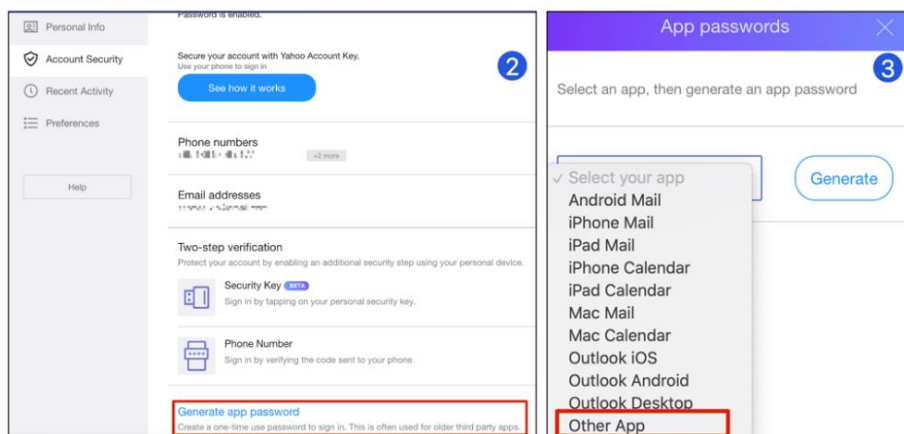 Personal Info
Account Security
Recent Activity
Preferences
Help
Password is enabled.
Secure your account with Yahoo Account Key.
Use your phone to sign in
See how it works
2
Phone numbers
+2 more
Email addresses
Two-step verification
Protect your account by enabling an additional security step using your personal device.
Security Key BETA
Sign in by tapping on your personal security key.
Phone Number
Sign in by verifying the code sent to your phone.
Generate app password
Create a one-time use password to sign in. This is often used for older third party apps.
App passwords
3
Select an app, then generate an app password
✓ Select your app
Generate
Android Mail
iPhone Mail
iPad Mail
iPhone Calendar
iPad Calendar
Mac Mail
Mac Calendar
Outlook iOS
Outlook Android
Outlook Desktop
Other App